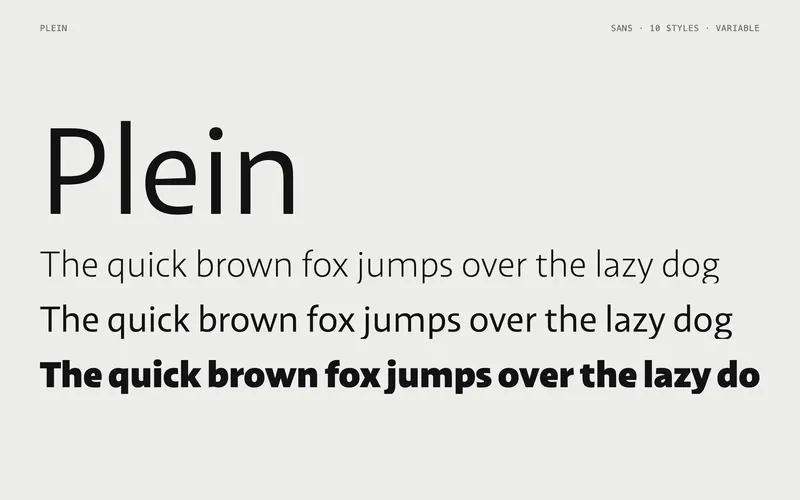 PLEIN
SANS · 10 STYLES · VARIABLE
Plein
The quick brown fox jumps over the lazy dog
The quick brown fox jumps over the lazy dog
The quick brown fox jumps over the lazy do